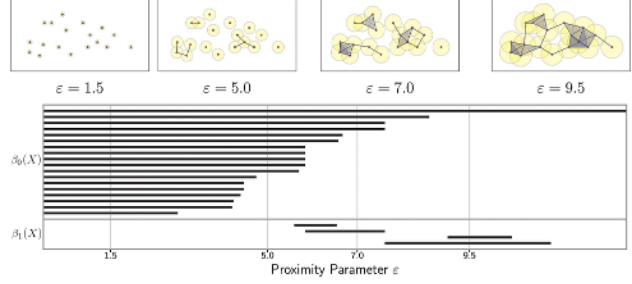 ε = 1.5
ε = 5.0
ε = 7.0
ε = 9.5
β₀(X)
β₁(X)
1.5
5.0
7.0
9.5
Proximity Parameter ε